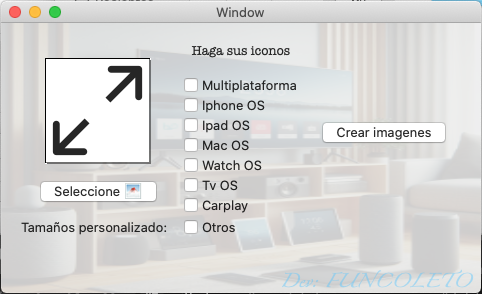 Window
Haga sus iconos
Multiplataforma
Iphone OS
Ipad OS
Mac OS
Watch OS
Tv OS
Carplay
Otros
Seleccione
Tamaños personalizado:
Crear imagenes
Der: FUNCOLETO